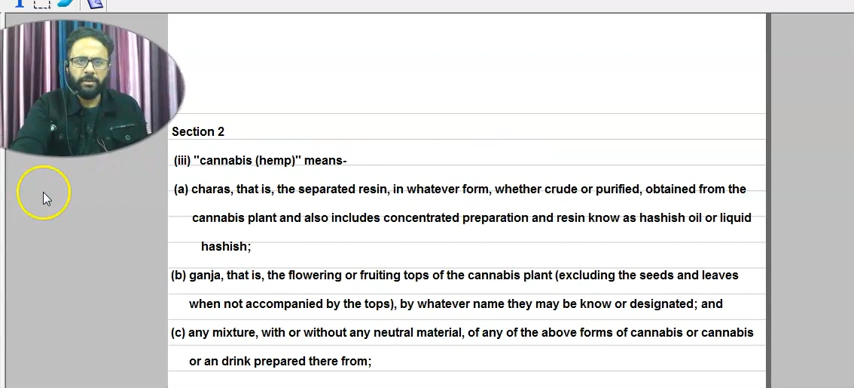 Section 2
(iii) "cannabis (hemp)" means-
(a) charas, that is, the separated resin, in whatever form, whether crude or purified, obtained from the
cannabis plant and also includes concentrated preparation and resin know as hashish oil or liquid
hashish;
(b) ganja, that is, the flowering or fruiting tops of the cannabis plant (excluding the seeds and leaves
when not accompanied by the tops), by whatever name they may be know or designated; and
(c) any mixture, with or without any neutral material, of any of the above forms of cannabis or cannabis
or an drink prepared there from;